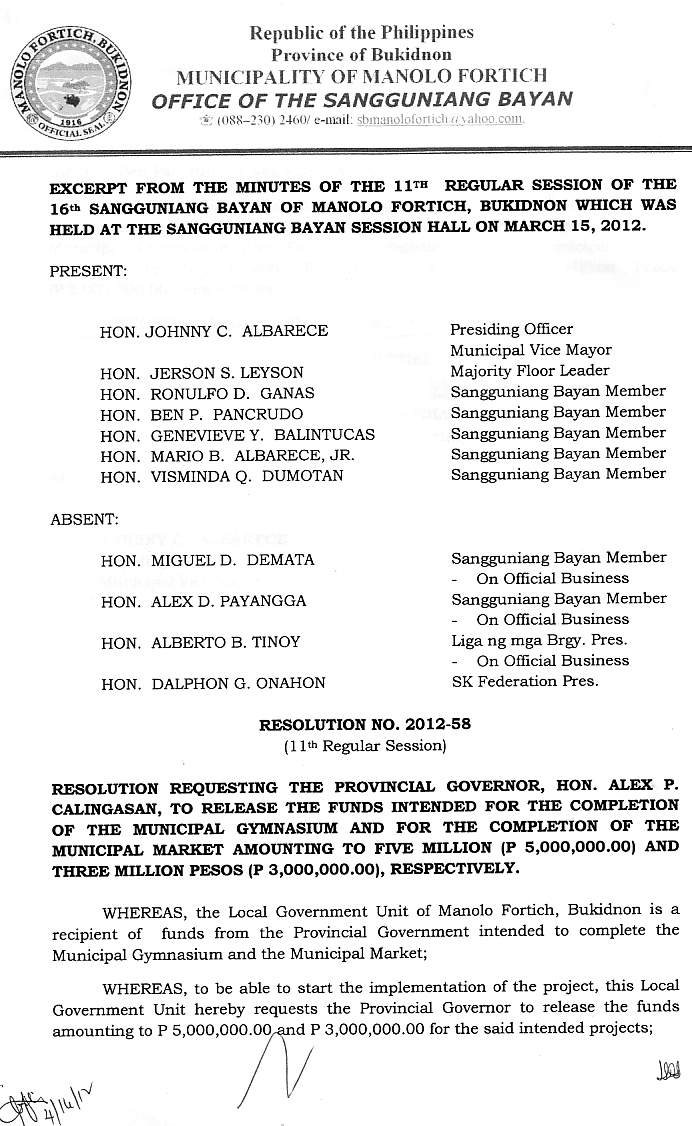 Republic of the Philippines
Province of Bukidnon
MUNICIPALITY OF MANOLO FORTICH
OFFICE OF THE SANGGUNIANG BAYAN
☏ (088-230) 2460/ e-mail: sbmanolofortich@yahoo.com.
MANOLO FORTICH, BUKIDNON
1916
OFFICIAL SEAL
EXCERPT FROM THE MINUTES OF THE 11TH REGULAR SESSION OF THE
16th SANGGUNIANG BAYAN OF MANOLO FORTICH, BUKIDNON WHICH WAS
HELD AT THE SANGGUNIANG BAYAN SESSION HALL ON MARCH 15, 2012.
PRESENT:
HON. JOHNNY C. ALBARECE Presiding Officer
Municipal Vice Mayor
HON. JERSON S. LEYSON Majority Floor Leader
HON. RONULFO D. GANAS Sangguniang Bayan Member
HON. BEN P. PANCRUDO Sangguniang Bayan Member
HON. GENEVIEVE Y. BALINTUCAS Sangguniang Bayan Member
HON. MARIO B. ALBARECE, JR. Sangguniang Bayan Member
HON. VISMINDA Q. DUMOTAN Sangguniang Bayan Member
ABSENT:
HON. MIGUEL D. DEMATA Sangguniang Bayan Member
- On Official Business
HON. ALEX D. PAYANGGA Sangguniang Bayan Member
- On Official Business
HON. ALBERTO B. TINOY Liga ng mga Brgy. Pres.
- On Official Business
HON. DALPHON G. ONAHON SK Federation Pres.
RESOLUTION NO. 2012-58
(11th Regular Session)
RESOLUTION REQUESTING THE PROVINCIAL GOVERNOR, HON. ALEX P.
CALINGASAN, TO RELEASE THE FUNDS INTENDED FOR THE COMPLETION
OF THE MUNICIPAL GYMNASIUM AND FOR THE COMPLETION OF THE
MUNICIPAL MARKET AMOUNTING TO FIVE MILLION (P 5,000,000.00) AND
THREE MILLION PESOS (P 3,000,000.00), RESPECTIVELY.
WHEREAS, the Local Government Unit of Manolo Fortich, Bukidnon is a
recipient of funds from the Provincial Government intended to complete the
Municipal Gymnasium and the Municipal Market;
WHEREAS, to be able to start the implementation of the project, this Local
Government Unit hereby requests the Provincial Governor to release the funds
amounting to P 5,000,000.00 and P 3,000,000.00 for the said intended projects;
4/16/12